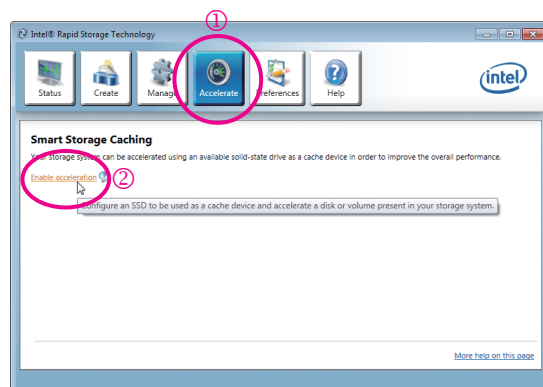 ①
Intel® Rapid Storage Technology
Status
Create
Manage
Accelerate
Preferences
Help
intel
Smart Storage Caching
Your storage system can be accelerated using an available solid-state drive as a cache device in order to improve the overall performance.
Enable acceleration
②
Configure an SSD to be used as a cache device and accelerate a disk or volume present in your storage system.
More help on this page